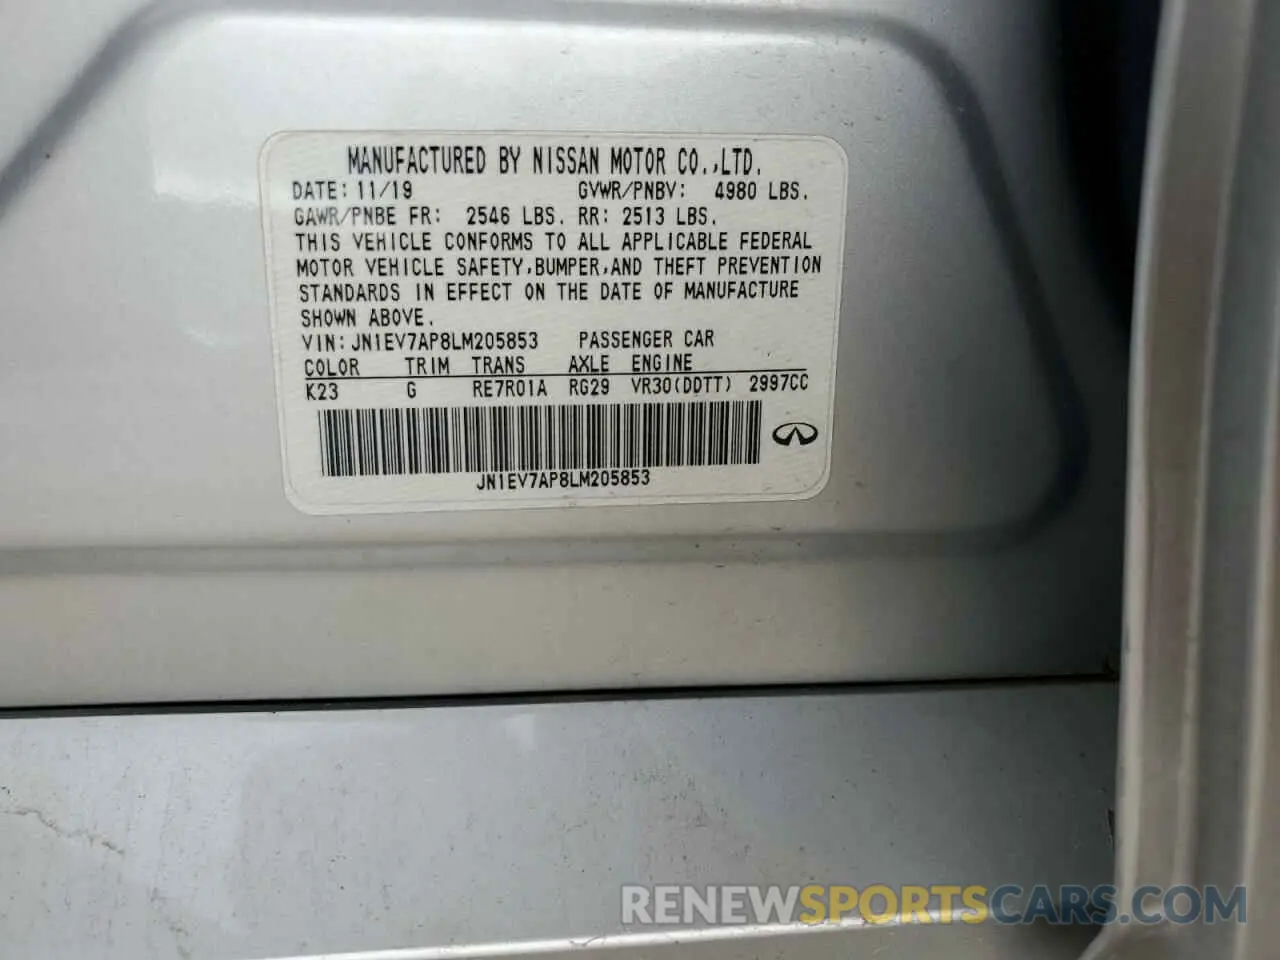 MANUFACTURED BY NISSAN MOTOR CO.,LTD.
DATE: 11/19 GVWR/PNBV: 4980 LBS.
GAWR/PNBE FR: 2546 LBS. RR: 2513 LBS.
THIS VEHICLE CONFORMS TO ALL APPLICABLE FEDERAL
MOTOR VEHICLE SAFETY,BUMPER,AND THEFT PREVENTION
STANDARDS IN EFFECT ON THE DATE OF MANUFACTURE
SHOWN ABOVE.
VIN: JN1EV7AP8LM205853 PASSENGER CAR
COLOR TRIM TRANS AXLE ENGINE
K23 G RE7R01A RG29 VR30(DDTT) 2997CC
JN1EV7AP8LM205853
RENEWSPORTSCARS.COM